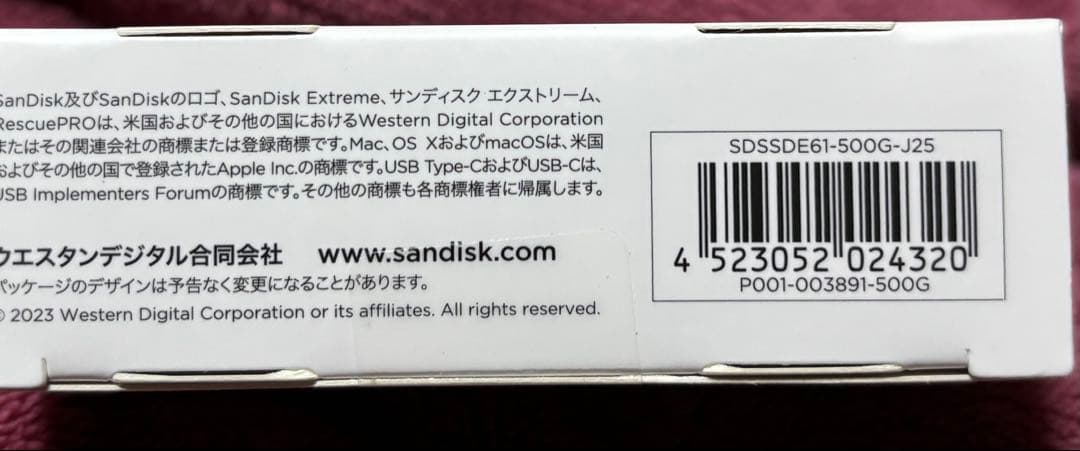 SanDisk及びSanDiskのロゴ、SanDisk Extreme、サンディスク エクストリーム、
RescuePROは、米国およびその他の国におけるWestern Digital Corporation
またはその関連会社の商標または登録商標です。Mac、OS XおよびmacOSは、米国
およびその他の国で登録されたApple Inc.の商標です。USB Type-CおよびUSB-Cは、
USB Implementers Forumの商標です。その他の商標も各商標権者に帰属します。
ウエスタンデジタル合同会社 www.sandisk.com
パッケージのデザインは予告なく変更になることがあります。
© 2023 Western Digital Corporation or its affiliates. All rights reserved.
SDSSDE61-500G-J25
4 523052 024320
P001-003891-500G